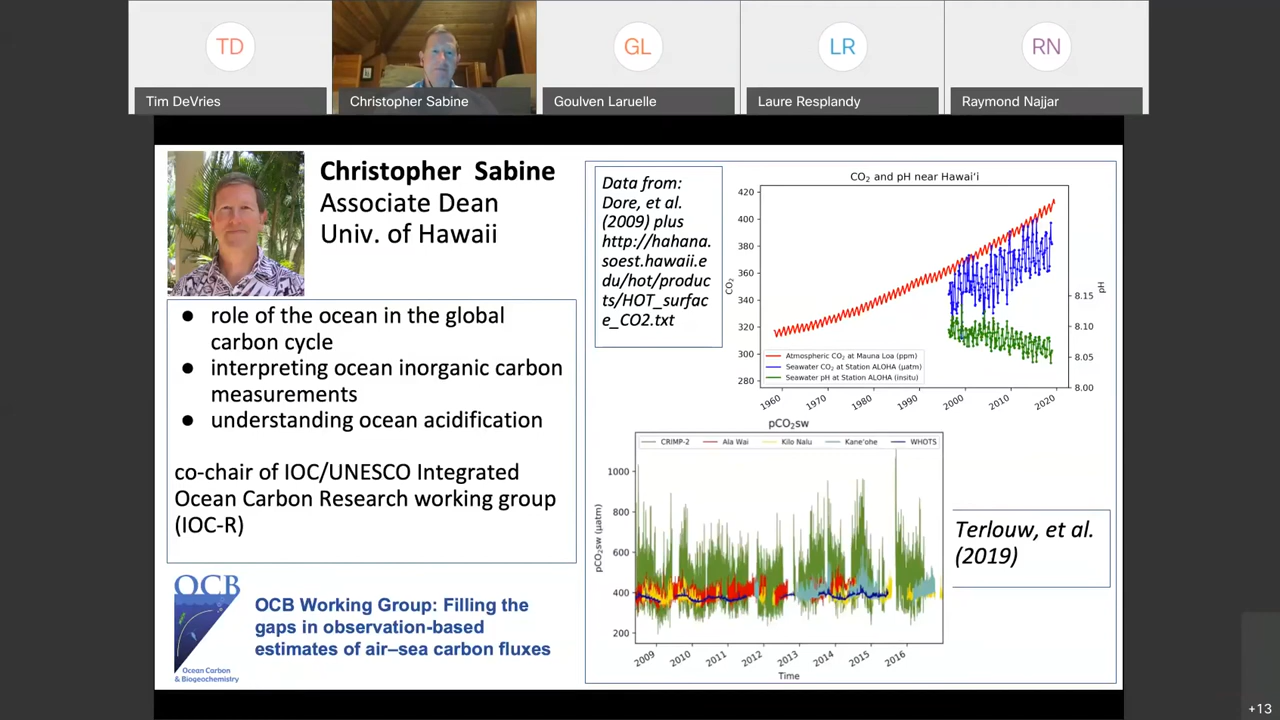 TD
GL
LR
RN
Tim DeVries
Christopher Sabine
Goulven Laruelle
Laure Resplandy
Raymond Najjar
Christopher Sabine
Associate Dean
Univ. of Hawaii
● role of the ocean in the global
carbon cycle
● interpreting ocean inorganic carbon
measurements
● understanding ocean acidification
co-chair of IOC/UNESCO Integrated
Ocean Carbon Research working group
(IOC-R)
OCB
Ocean Carbon
& Biogeochemistry
OCB Working Group: Filling the
gaps in observation-based
estimates of air–sea carbon fluxes
Data from:
Dore, et al.
(2009) plus
http://hahana.
soest.hawaii.e
du/hot/produc
ts/HOT_surfac
e_CO2.txt
CO₂ and pH near Hawai'i
420
400
380
360
340
320
300
280
CO₂
8.15
8.10
8.05
8.00
pH
Atmospheric CO₂ at Mauna Loa (ppm)
Seawater CO₂ at Station ALOHA (μatm)
Seawater pH at Station ALOHA (insitu)
1960
1970
1980
1990
2000
2010
2020
pCO₂sw
CRIMP-2
Ala Wai
Kilo Nalu
Kane'ohe
WHOTS
1000
800
600
400
200
pCO₂sw (μatm)
2009
2010
2011
2012
2013
2014
2015
2016
Time
Terlouw, et al.
(2019)
+13